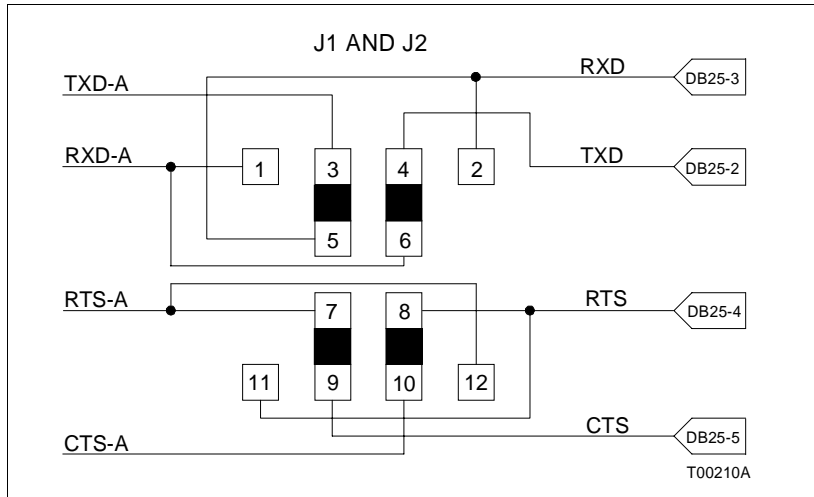 J1 AND J2
TXD-A
RXD
DB25-3
RXD-A
1
3
4
2
TXD
DB25-2
5
6
RTS-A
7
8
RTS
DB25-4
11
9
10
12
CTS-A
CTS
DB25-5
T00210A